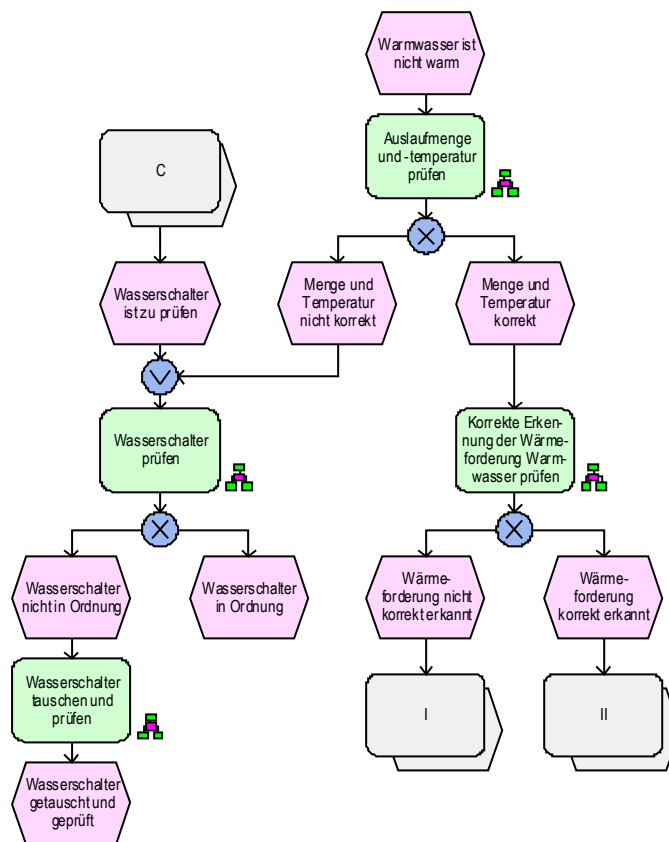 Warmwasser ist
nicht warm
Auslaufmenge
und -temperatur
prüfen
C
Wasserschalter
ist zu prüfen
Menge und
Temperatur
nicht korrekt
Menge und
Temperatur
korrekt
Wasserschalter
prüfen
Korrekte Erken-
nung der Wärme-
forderung Warm-
wasser prüfen
Wasserschalter
nicht in Ordnung
Wasserschalter
in Ordnung
Wärme-
forderung nicht
korrekt erkannt
Wärme-
forderung
korrekt erkannt
Wasserschalter
tauschen und
prüfen
I
II
Wasserschalter
getauscht und
geprüft